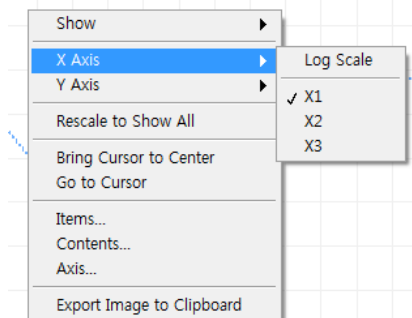 Show
X Axis
Y Axis
Rescale to Show All
Bring Cursor to Center
Go to Cursor
Items...
Contents...
Axis...
Export Image to Clipboard
Log Scale
X1
X2
X3